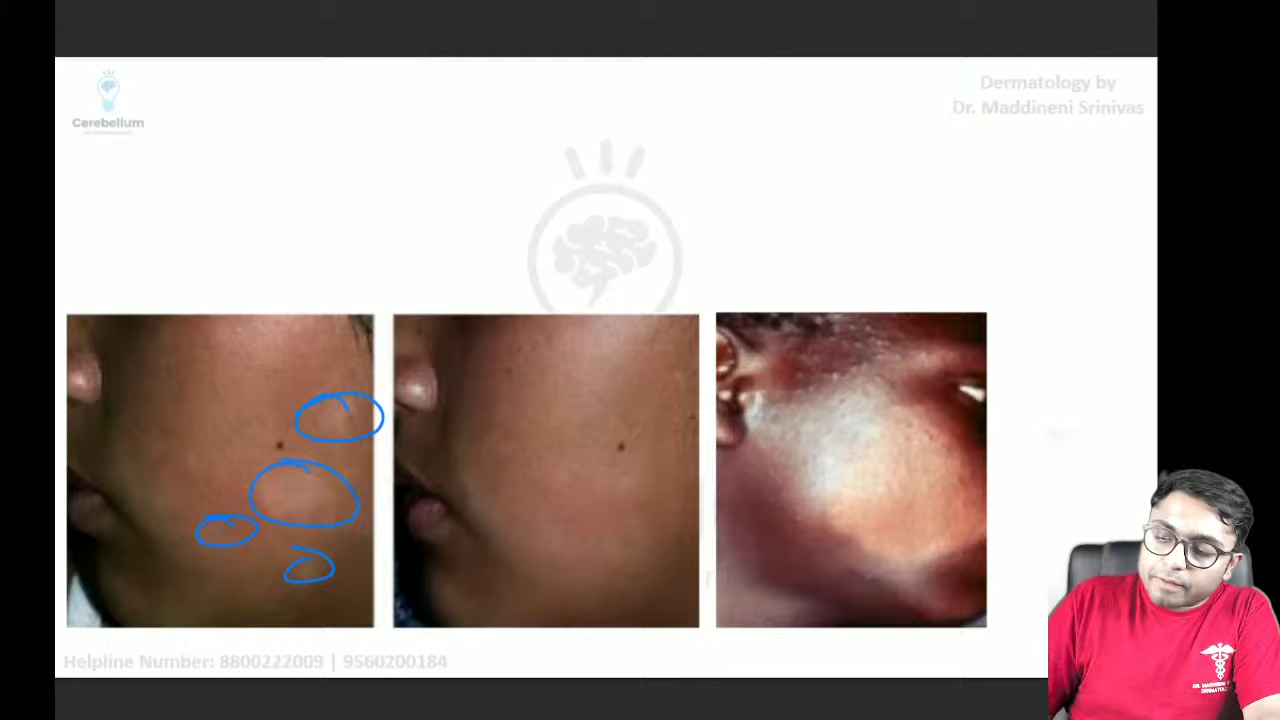 Cerebellum
Dermatology by
Dr. Maddineni Srinivas
Helpline Number: 8800222009 | 9560200184